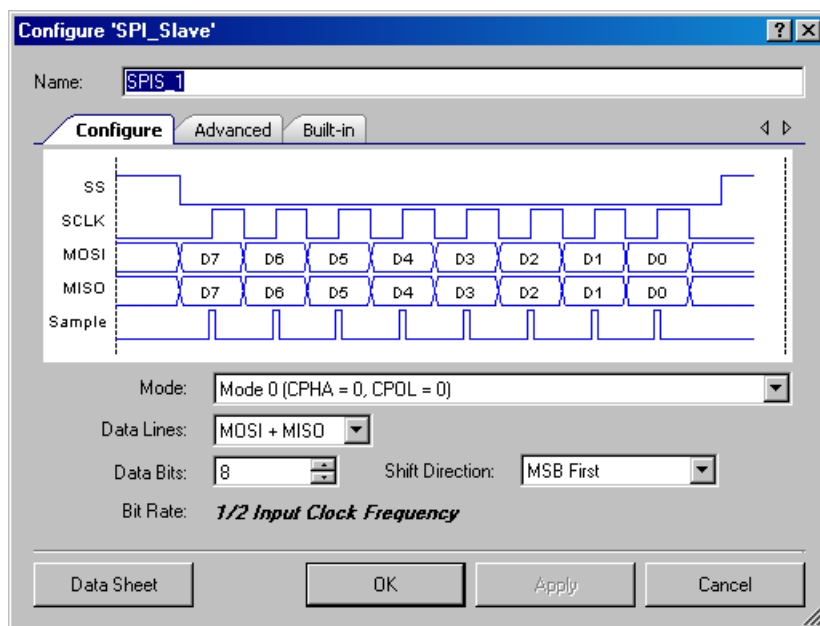 Configure 'SPI_Slave'
Name: SPIS_1
Configure Advanced Built-in
SS
SCLK
MOSI D7 D6 D5 D4 D3 D2 D1 D0
MISO D7 D6 D5 D4 D3 D2 D1 D0
Sample
Mode: Mode 0 (CPHA = 0, CPOL = 0)
Data Lines: MOSI + MISO
Data Bits: 8 Shift Direction: MSB First
Bit Rate: 1/2 Input Clock Frequency
Data Sheet OK Apply Cancel